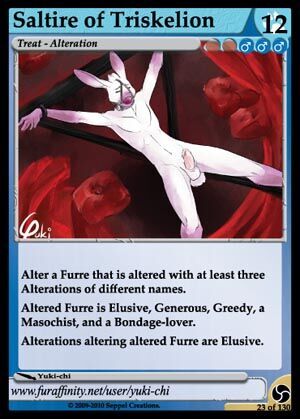 Saltire of Triskelion
12
Treat - Alteration
Yuki
Alter a Furre that is altered with at least three
Alterations of different names.
Altered Furre is Elusive, Generous, Greedy, a
Masochist, and a Bondage-lover.
Alterations altering altered Furre are Elusive.
Yuki-chi
www.furaffinity.net/user/yuki-chi
© 2009-2010 Seppel Creations.
23 of 130